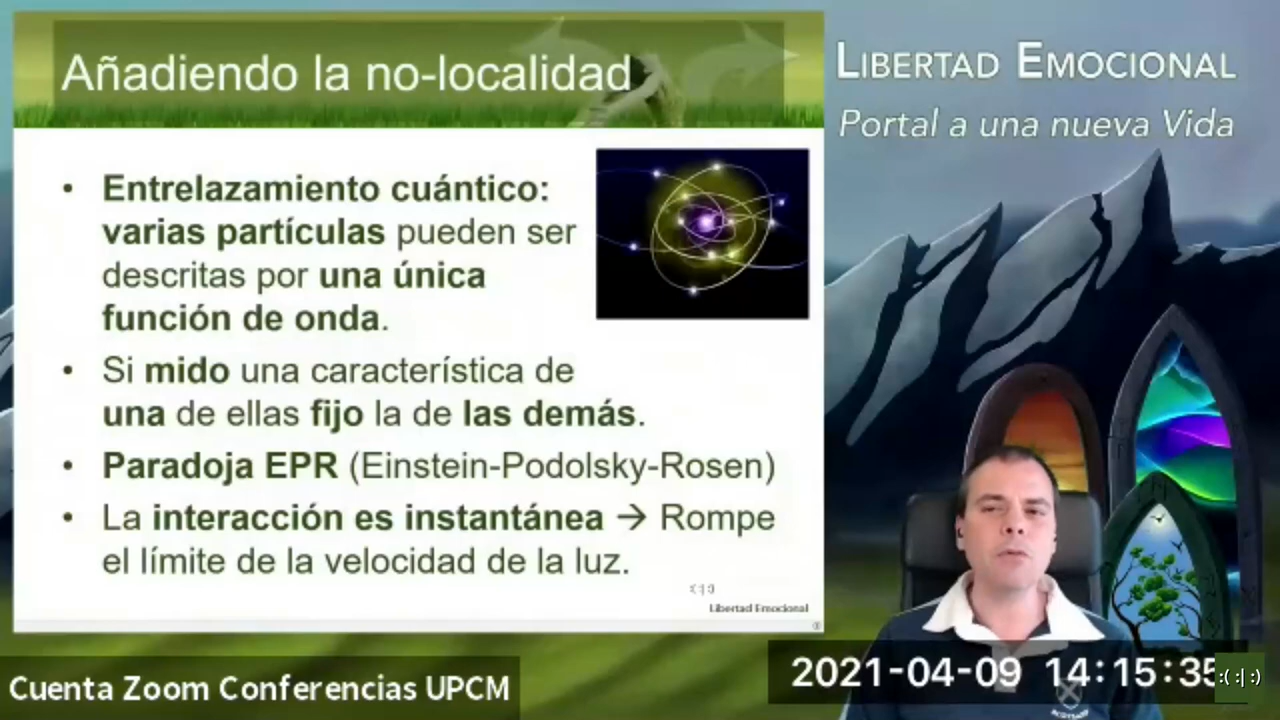 Añadiendo la no-localidad
LIBERTAD EMOCIONAL
Portal a una nueva Vida
• Entrelazamiento cuántico:
varias partículas pueden ser
descritas por una única
función de onda.
• Si mido una característica de
una de ellas fijo la de las demás.
• Paradoja EPR (Einstein-Podolsky-Rosen)
• La interacción es instantánea → Rompe
el límite de la velocidad de la luz.
Libertad Emocional
Cuenta Zoom Conferencias UPCM
2021-04-09 14:15:35
SCOTLAND